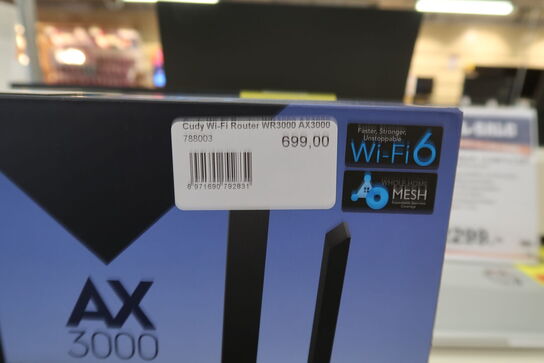 Cudy Wi-Fi Router WR3000 AX3000
788003
699,00
6 971690 792831
Faster, Stronger,
Unstoppable
Wi-Fi 6
WHOLE HOME
MESH
AX
3000
299.-